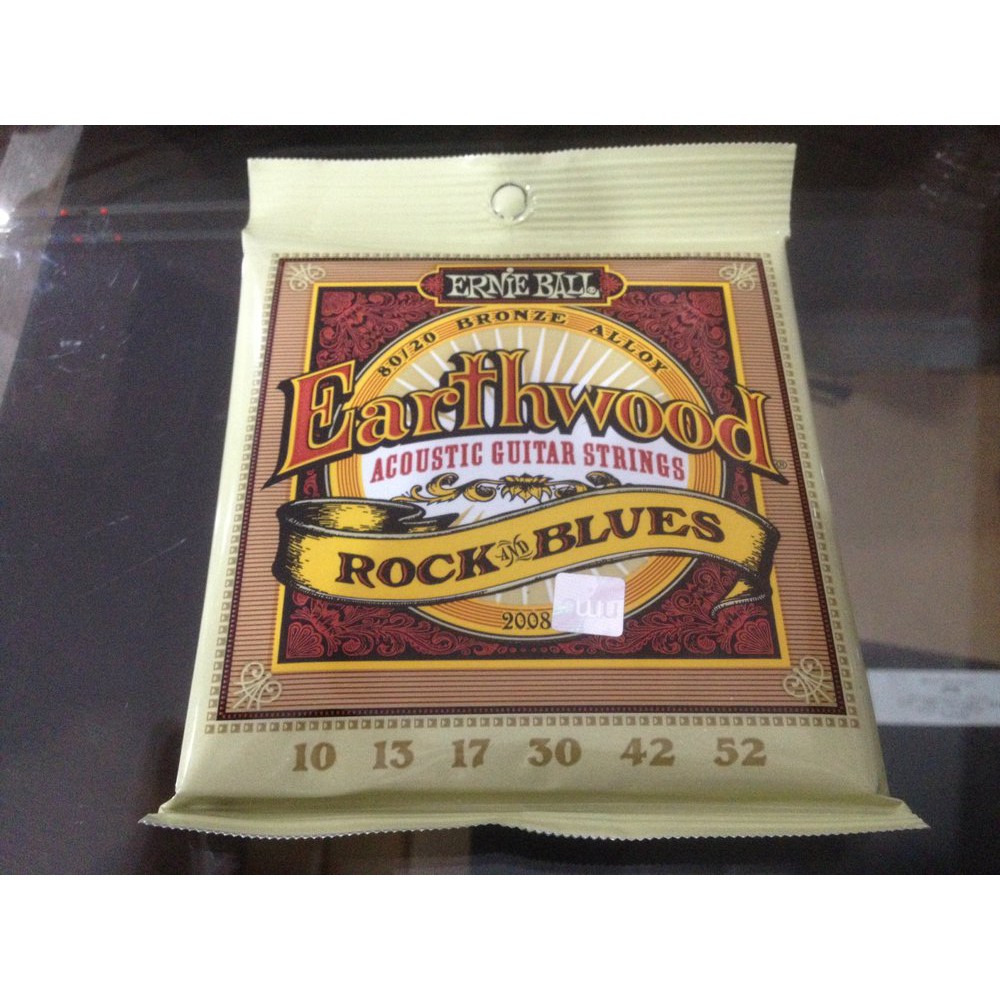 ERNIE BALL
80/20 BRONZE ALLOY
Earthwood®
ACOUSTIC GUITAR STRINGS
ROCK AND BLUES
2008
10 13 17 30 42 52